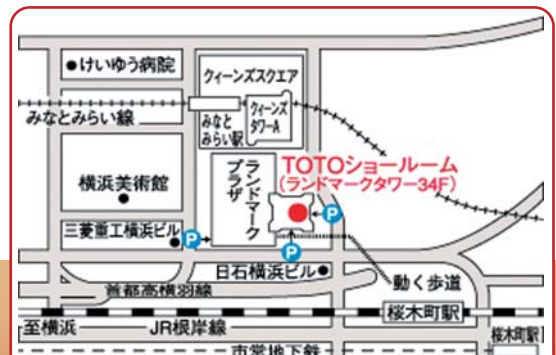 けいゆう病院
クィーンズスクエア
クィーンズ
タワーA
みなとみらい線
みなと
みらい駅
TOTOショールーム
(ランドマークタワー34F)
ランドマーク
プラザ
横浜美術館
P
三菱重工横浜ビル
P
P
日石横浜ビル
動く歩道
首都高横羽線
桜木町駅
至横浜
JR根岸線
桜木町駅
市営地下鉄